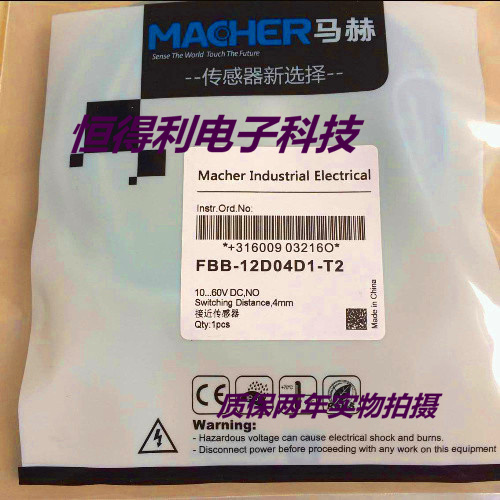 MACHER马赫
Sense The World Touch The Future
--传感器新选择--
恒得利电子科技
Macher Industrial Electrical
Instr.Ord.No:
*+316009 03216O*
FBB-12D04D1-T2
10...60V DC,NO
Switching Distance,4mm
接近传感器
Qty:1pcs
Made in China
+70°C
质保两年实物拍摄
Warning:
- Hazardous voltage can cause electrical shock and burns.
- Disconnect power before proceeding with any work on this equipment